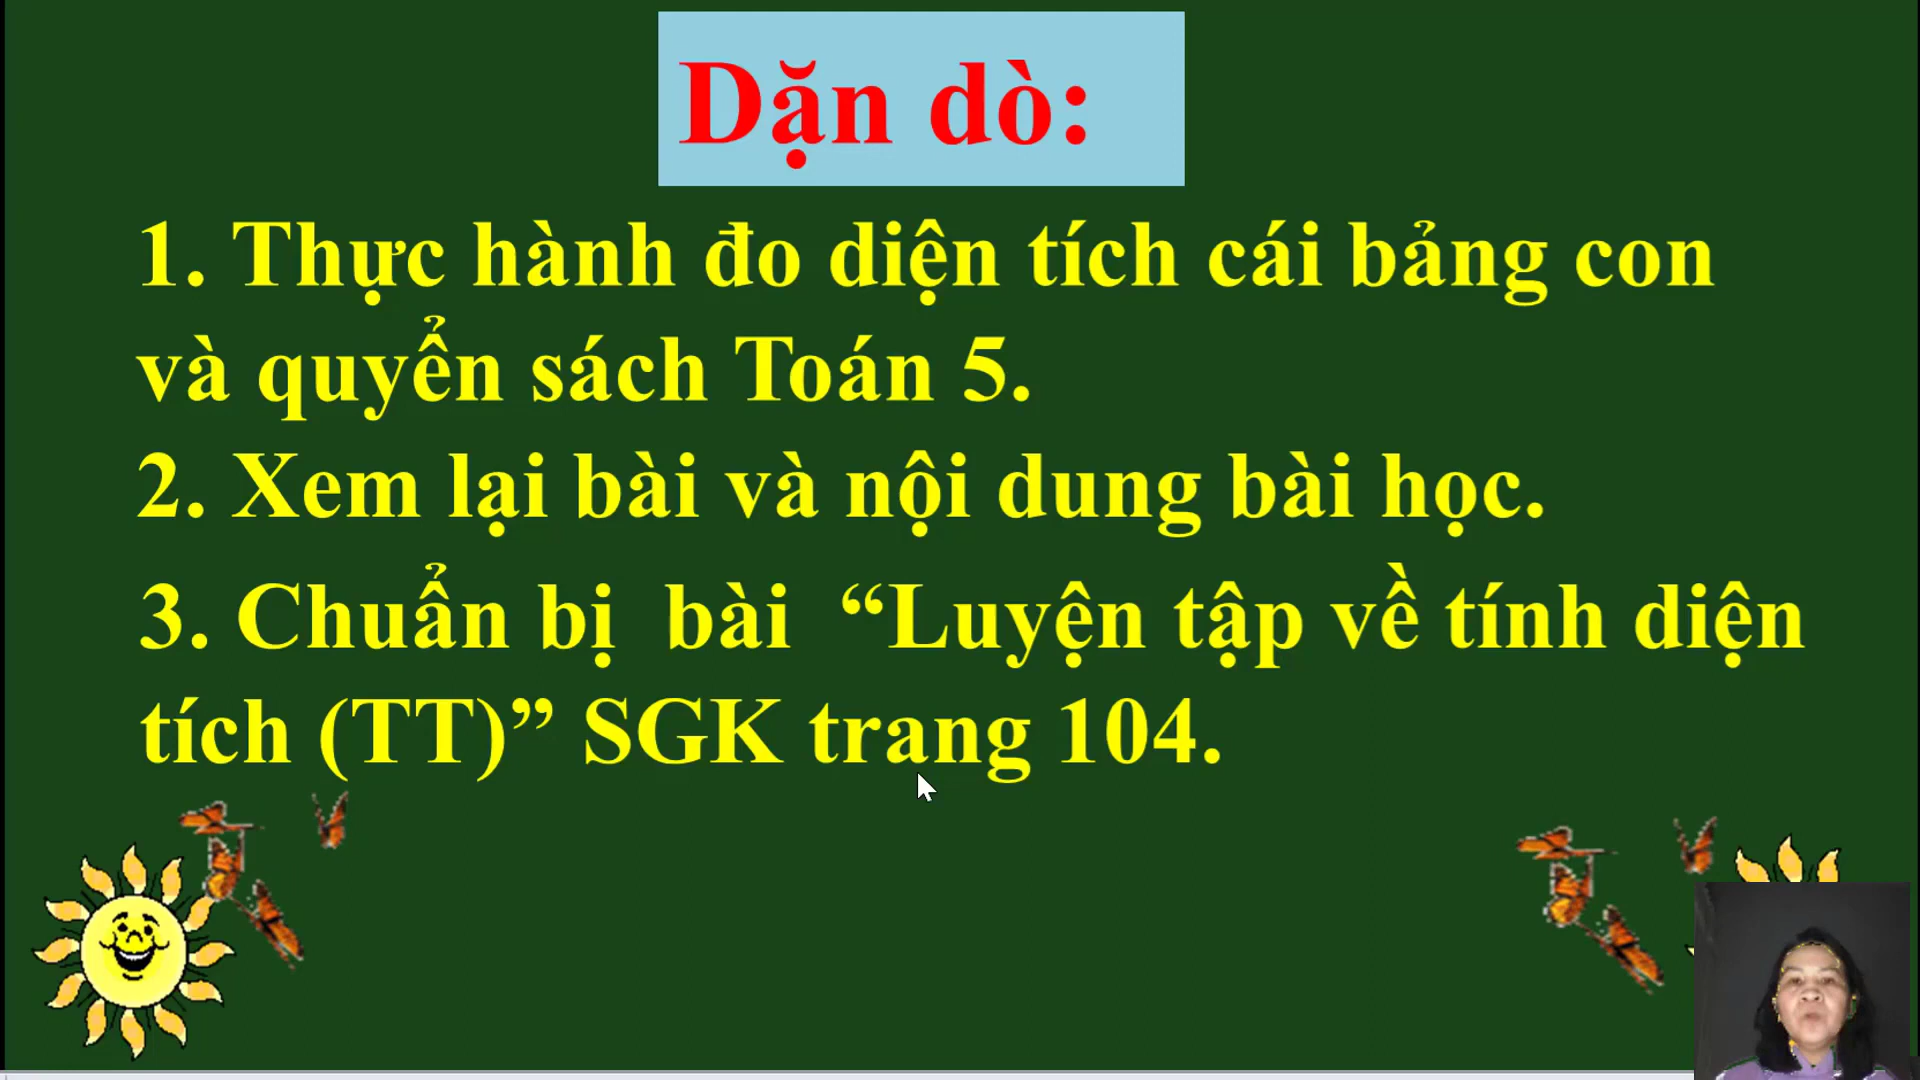 Dặn dò:
1. Thực hành đo diện tích cái bảng con
và quyển sách Toán 5.
2. Xem lại bài và nội dung bài học.
3. Chuẩn bị bài “Luyện tập về tính diện
tích (TT)” SGK trang 104.